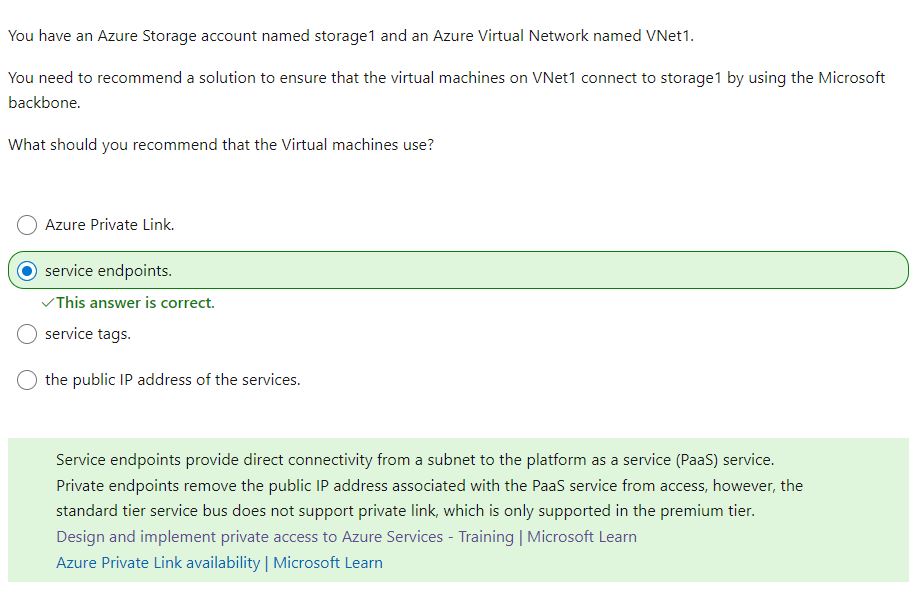 You have an Azure Storage account named storage1 and an Azure Virtual Network named VNet1.
You need to recommend a solution to ensure that the virtual machines on VNet1 connect to storage1 by using the Microsoft
backbone.
What should you recommend that the Virtual machines use?
Azure Private Link.
service endpoints.
✓This answer is correct.
service tags.
the public IP address of the services.
Service endpoints provide direct connectivity from a subnet to the platform as a service (PaaS) service.
Private endpoints remove the public IP address associated with the PaaS service from access, however, the
standard tier service bus does not support private link, which is only supported in the premium tier.
Design and implement private access to Azure Services - Training | Microsoft Learn
Azure Private Link availability | Microsoft Learn